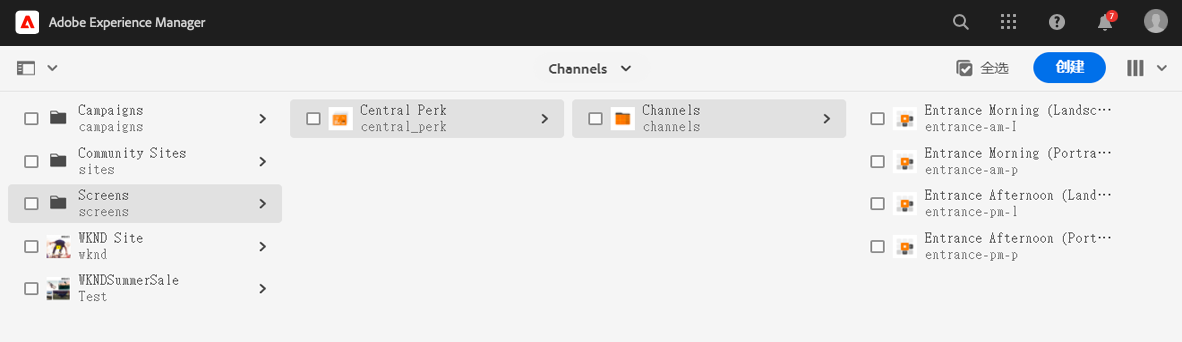 Adobe Experience Manager
7
Channels
全选
创建
Campaigns
campaigns
Community Sites
sites
Screens
screens
WKND Site
wknd
WKNDSummerSale
Test
Central Perk
central_perk
Channels
channels
Entrance Morning (Landsc…
entrance-am-I
Entrance Morning (Portra…
entrance-am-p
Entrance Afternoon (Land…
entrance-pm-l
Entrance Afternoon (Port…
entrance-pm-p